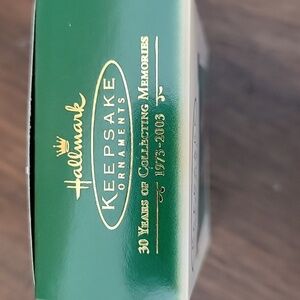 Hallmark
KEEPSAKE
ORNAMENTS
30 YEARS OF COLLECTING MEMORIES
1973-2003